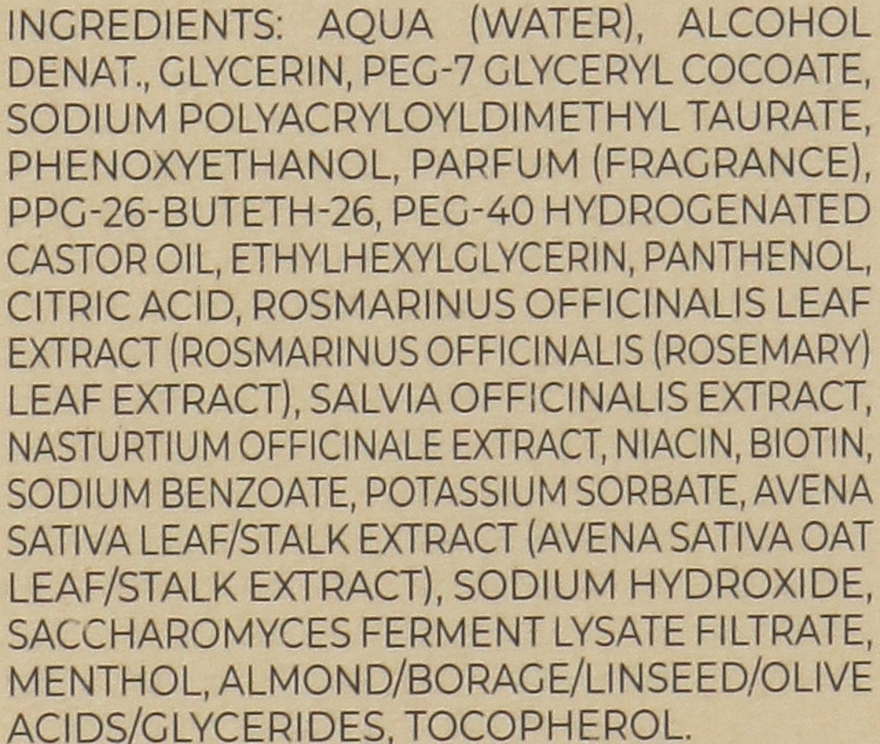 INGREDIENTS: AQUA (WATER), ALCOHOL
DENAT., GLYCERIN, PEG-7 GLYCERYL COCOATE,
SODIUM POLYACRYLOYLDIMETHYL TAURATE,
PHENOXYETHANOL, PARFUM (FRAGRANCE),
PPG-26-BUTETH-26, PEG-40 HYDROGENATED
CASTOR OIL, ETHYLHEXYLGLYCERIN, PANTHENOL,
CITRIC ACID, ROSMARINUS OFFICINALIS LEAF
EXTRACT (ROSMARINUS OFFICINALIS (ROSEMARY)
LEAF EXTRACT), SALVIA OFFICINALIS EXTRACT,
NASTURTIUM OFFICINALE EXTRACT, NIACIN, BIOTIN,
SODIUM BENZOATE, POTASSIUM SORBATE, AVENA
SATIVA LEAF/STALK EXTRACT (AVENA SATIVA OAT
LEAF/STALK EXTRACT), SODIUM HYDROXIDE,
SACCHAROMYCES FERMENT LYSATE FILTRATE,
MENTHOL, ALMOND/BORAGE/LINSEED/OLIVE
ACIDS/GLYCERIDES, TOCOPHEROL.